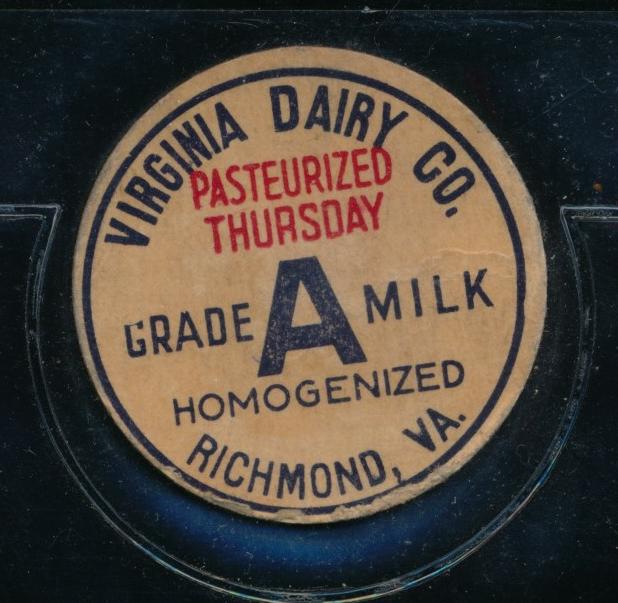 VIRGINIA DAIRY CO.
PASTEURIZED
THURSDAY
GRADE A MILK
HOMOGENIZED
RICHMOND, VA.